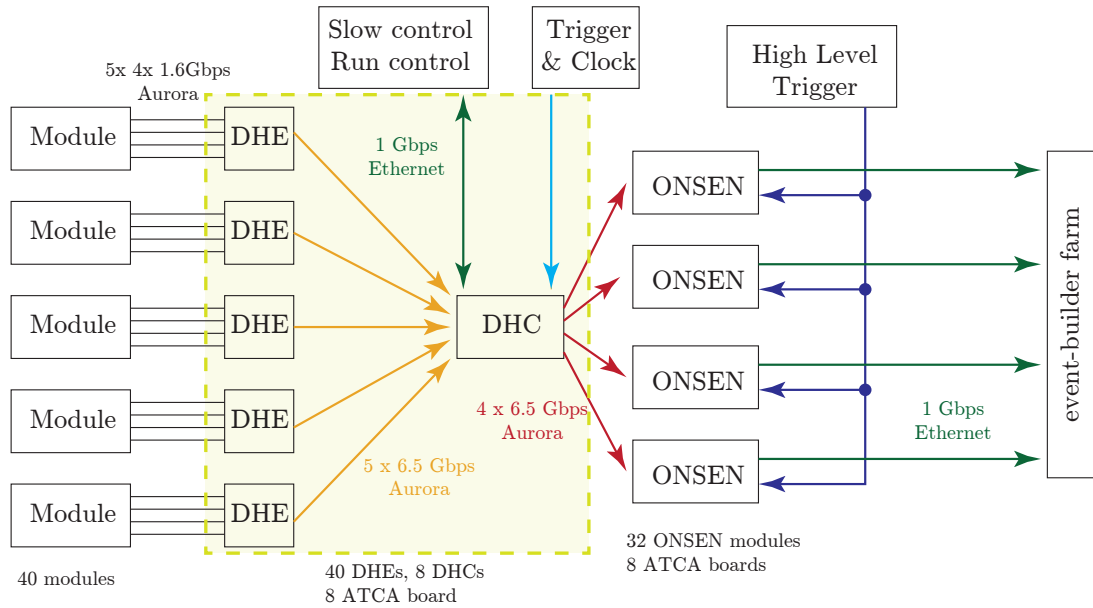 Slow control
Run control
Trigger
& Clock
High Level
Trigger
5x 4x 1.6Gbps
Aurora
Module
DHE
Module
DHE
Module
DHE
Module
DHE
Module
DHE
1 Gbps
Ethernet
DHC
5 x 6.5 Gbps
Aurora
4 x 6.5 Gbps
Aurora
ONSEN
ONSEN
ONSEN
ONSEN
1 Gbps
Ethernet
event-builder farm
40 modules
40 DHEs, 8 DHCs
8 ATCA board
32 ONSEN modules
8 ATCA boards